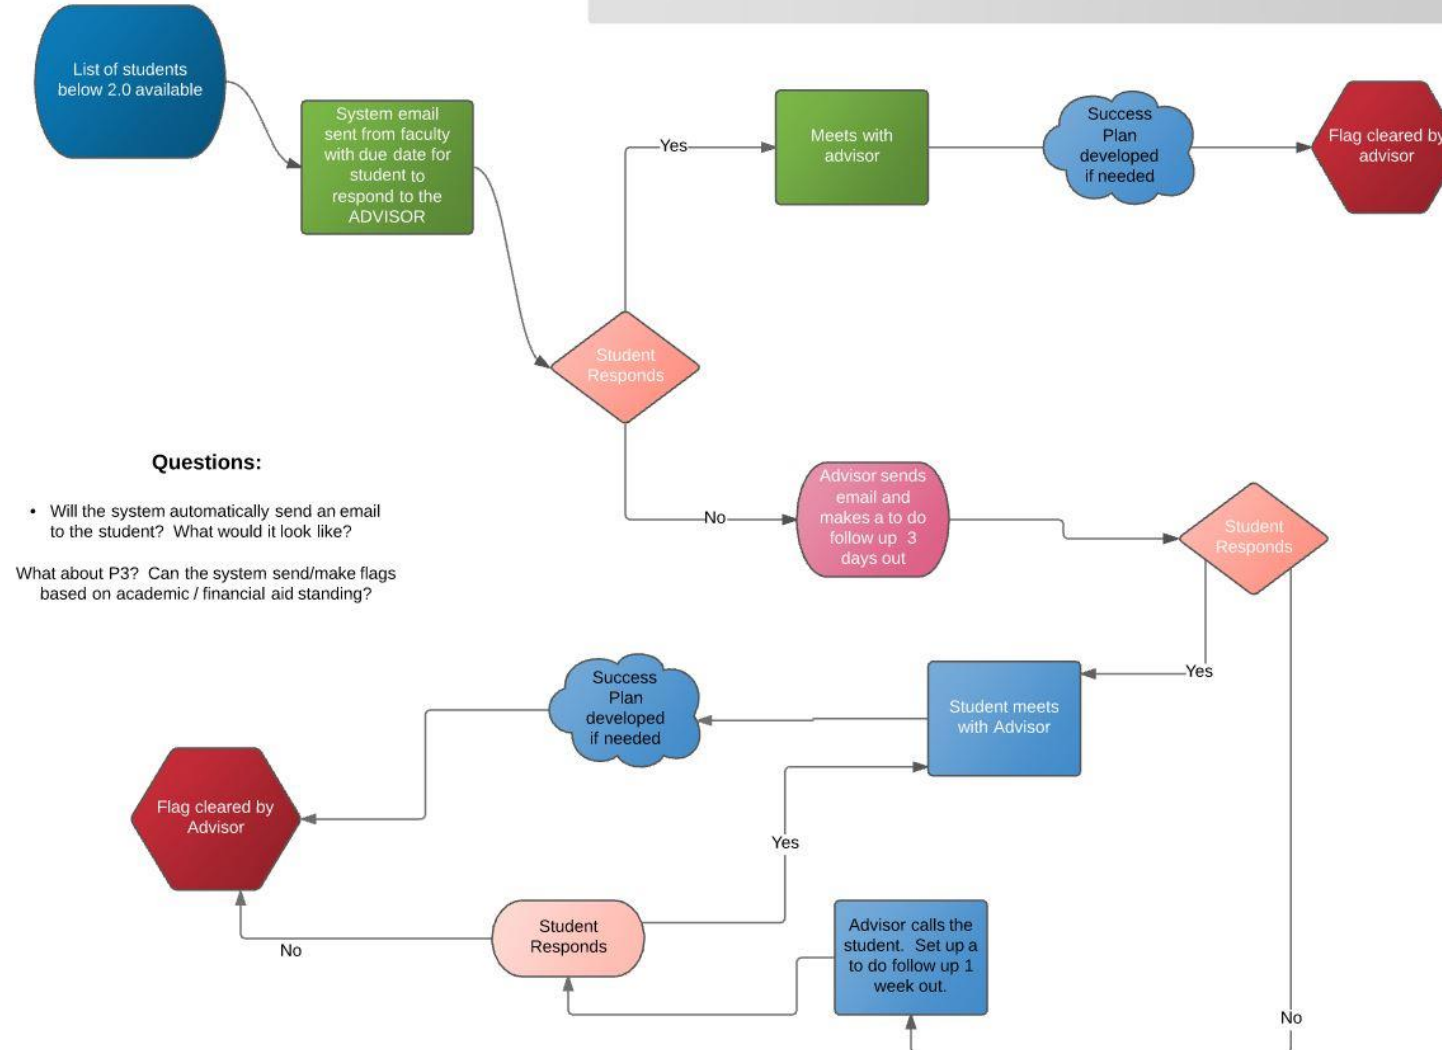 List of students
below 2.0 available
System email
sent from faculty
with due date for
student to
respond to the
ADVISOR
Yes
Meets with
advisor
Success
Plan
developed
if needed
Flag cleared by
advisor
Student
Responds
Questions:
• Will the system automatically send an email
to the student?  What would it look like?
What about P3?  Can the system send/make flags
based on academic / financial aid standing?
No
Advisor sends
email and
makes a to do
follow up  3
days out
Student
Responds
Yes
Student meets
with Advisor
Success
Plan
developed
if needed
Flag cleared by
Advisor
Yes
No
Student
Responds
Advisor calls the
student.  Set up a
to do follow up 1
week out.
No